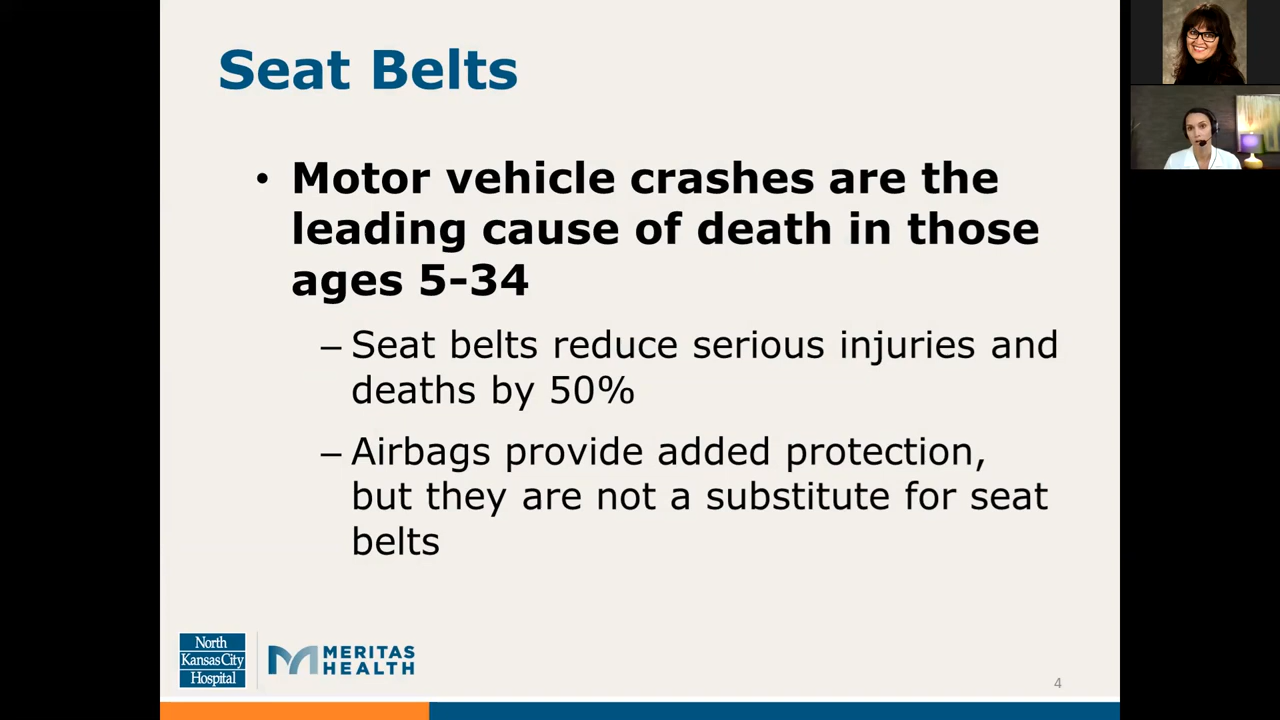 Seat Belts
• Motor vehicle crashes are the
leading cause of death in those
ages 5-34
– Seat belts reduce serious injuries and
deaths by 50%
– Airbags provide added protection,
but they are not a substitute for seat
belts
North
Kansas City
Hospital
MERITAS
HEALTH
4